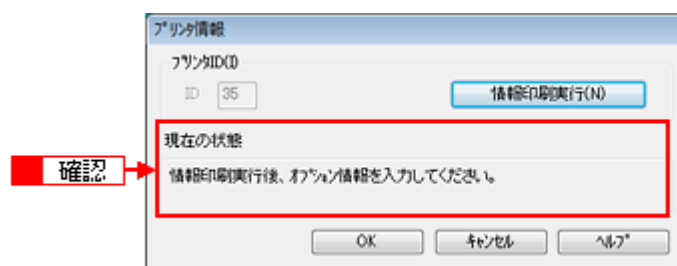 プリンタ情報
プリンタID(I)
ID 35 情報印刷実行(N)
現在の状態
確認
情報印刷実行後、オプション情報を入力してください。
OK キャンセル ヘルプ